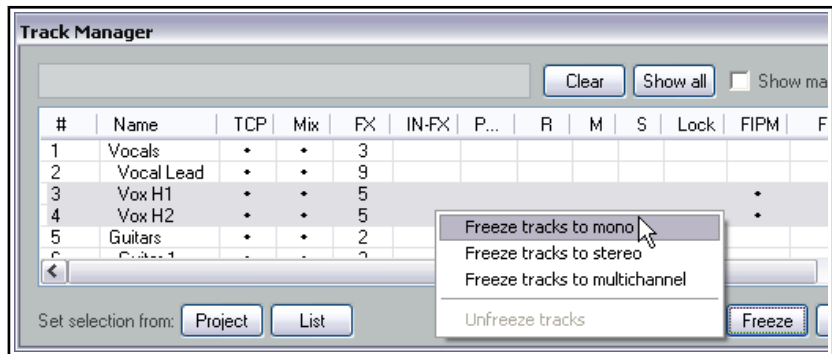 Track Manager
Clear Show all Show ma
# Name TCP Mix FX IN-FX P... R M S Lock FIPM F
1 Vocals • • 3
2 Vocal Lead • • 9
3 Vox H1 • • 5 •
4 Vox H2 • • 5 •
5 Guitars • • 2
Freeze tracks to mono
Freeze tracks to stereo
Freeze tracks to multichannel
Unfreeze tracks
Set selection from: Project List Freeze